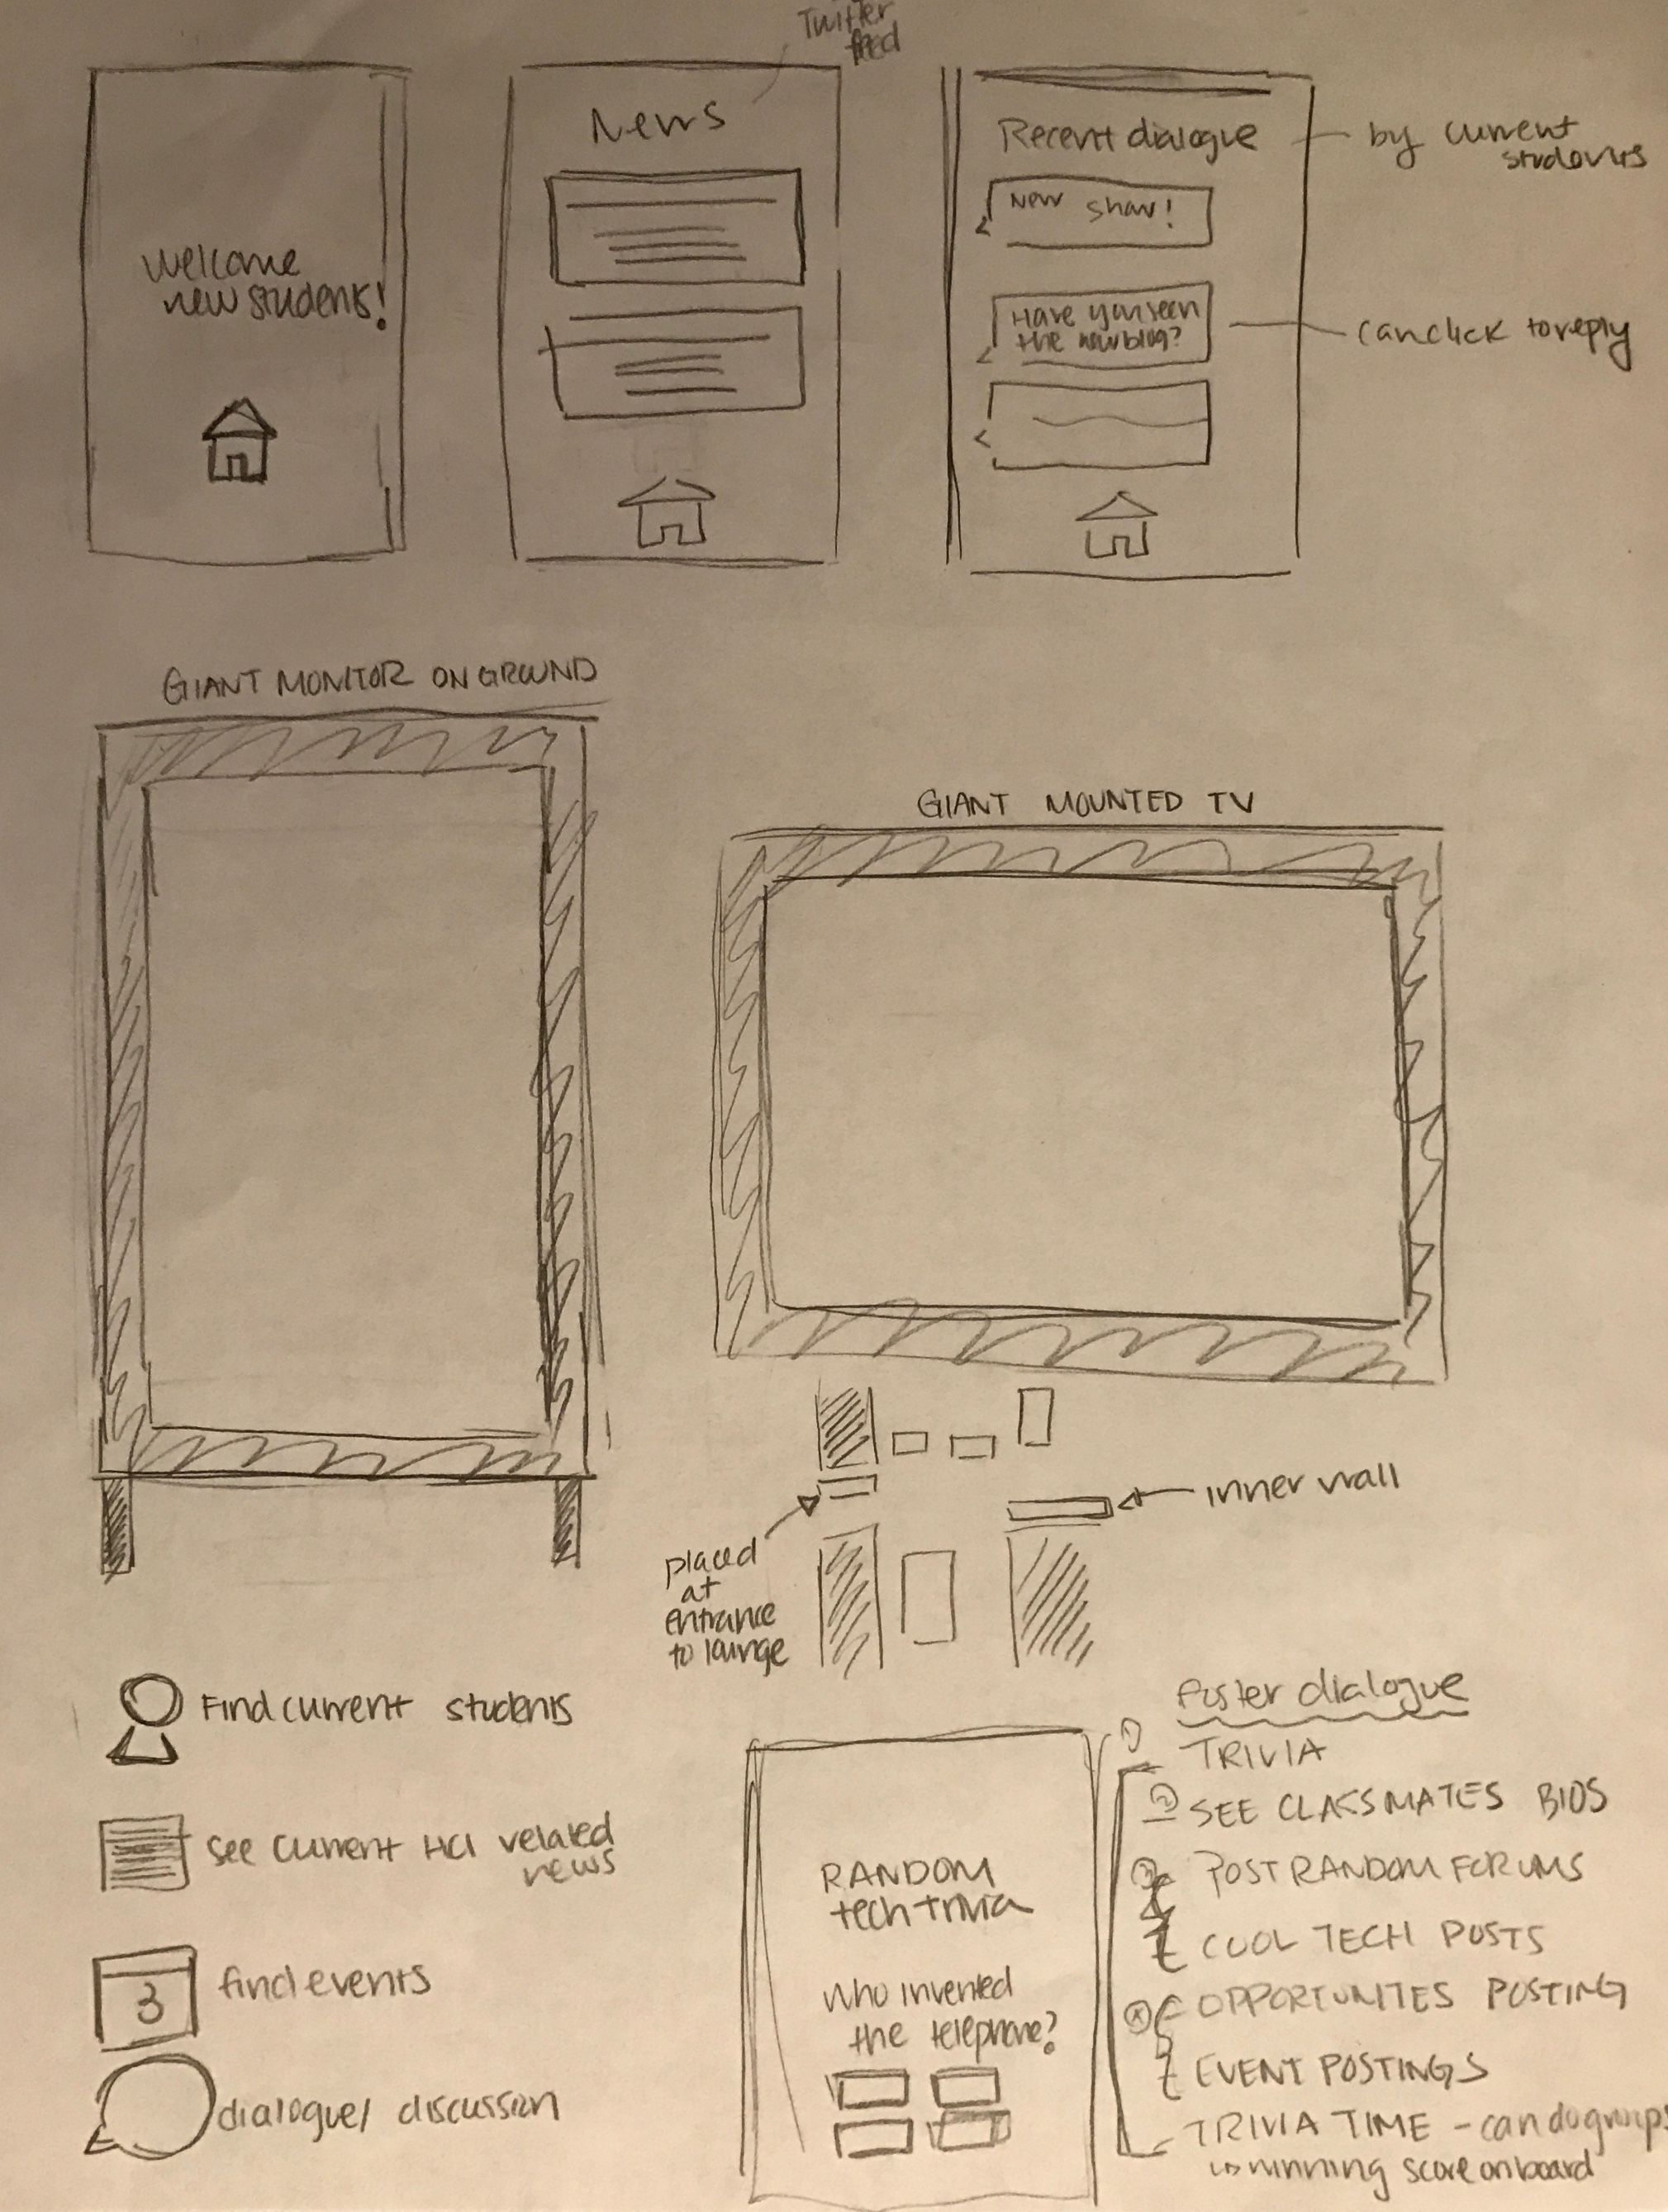 Twitter
feed
Welcome
new students!
News
Recent dialogue
by current
students
New Show!
Have you seen
the new blog?
can click to reply
GIANT MONITOR ON GROUND
GIANT MOUNTED TV
inner wall
placed
at
entrance
to lounge
Find current students
See current HCI related
news
3
find events
dialogue/ discussion
RANDOM
tech trivia
Who invented
the telephone?
Foster dialogue
1 TRIVIA
2 SEE CLASSMATES BIOS
3 POST RANDOM FORUMS
COOL TECH POSTS
OPPORTUNITES POSTING
EVENT POSTINGS
TRIVIA TIME - can do groups
↳ winning score on board